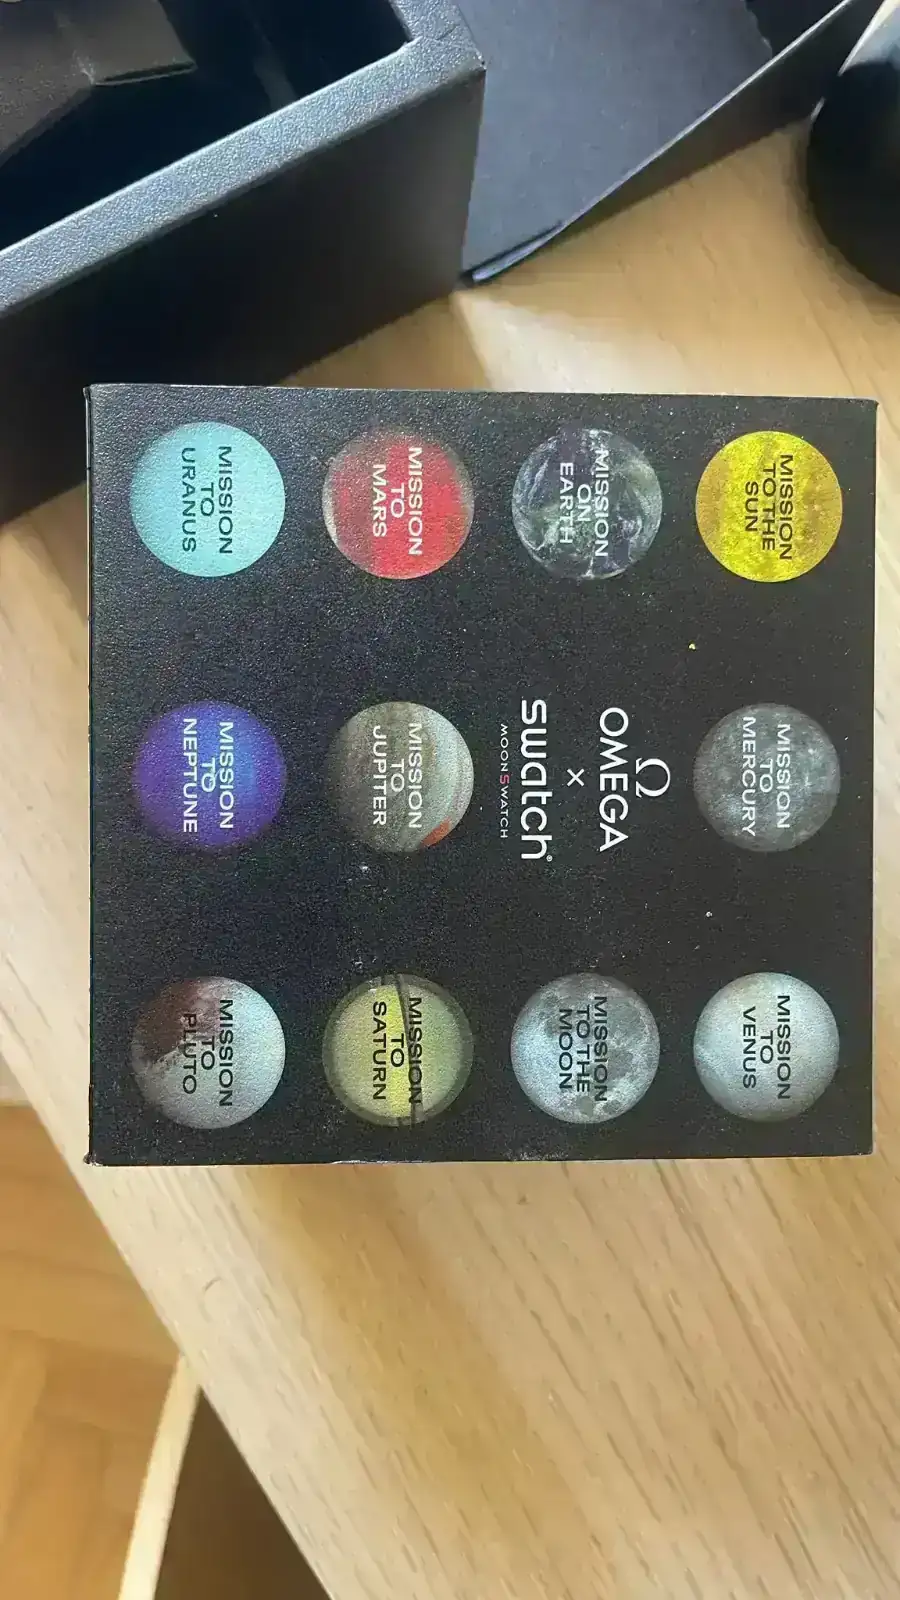 MISSION
TO THE
SUN
MISSION
TO
MERCURY
MISSION
TO
VENUS
MISSION
ON
EARTH
Ω
OMEGA
×
swatch®
MOONSWATCH
MISSION
TO THE
MOON
MISSION
TO
MARS
MISSION
TO
JUPITER
MISSION
TO
SATURN
MISSION
TO
URANUS
MISSION
TO
NEPTUNE
MISSION
TO
PLUTO